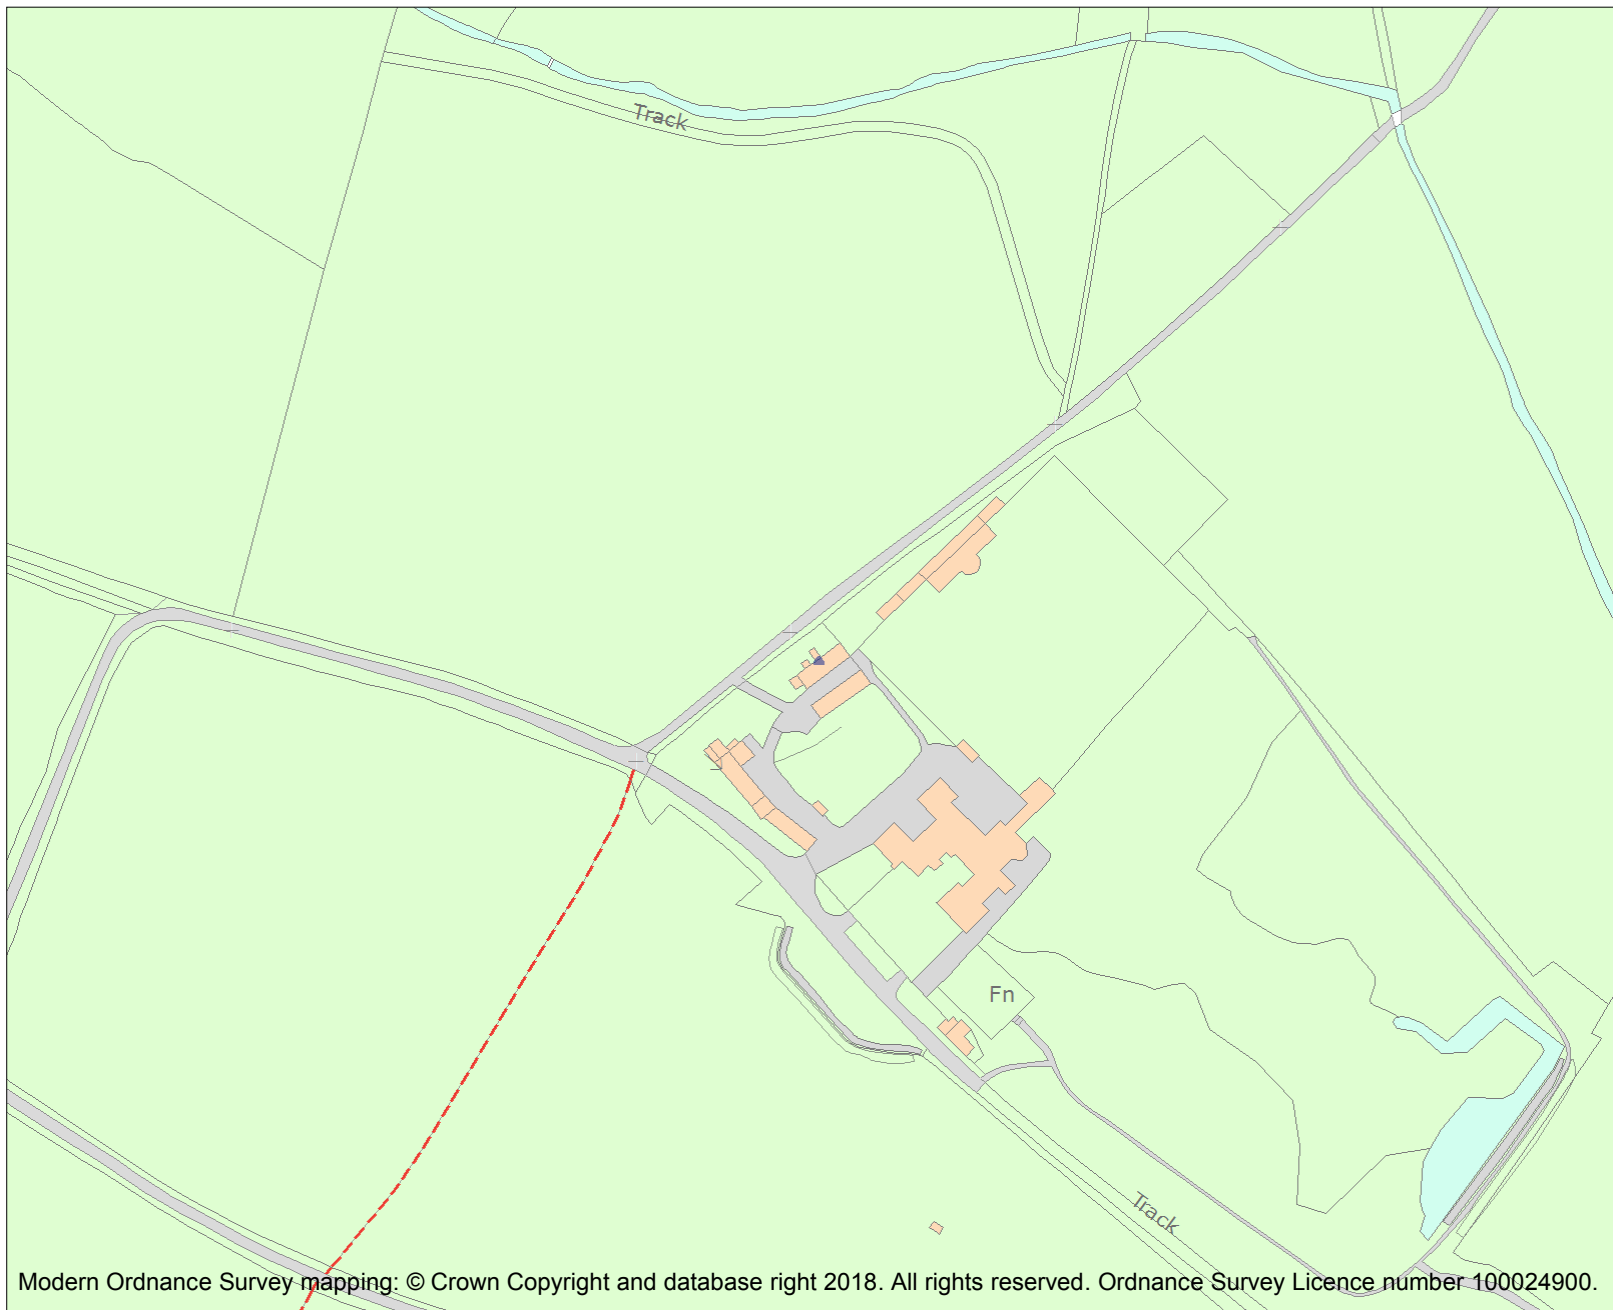 Track
Fn
Track
Modern Ordnance Survey mapping: © Crown Copyright and database right 2018. All rights reserved. Ordnance Survey Licence number 100024900.